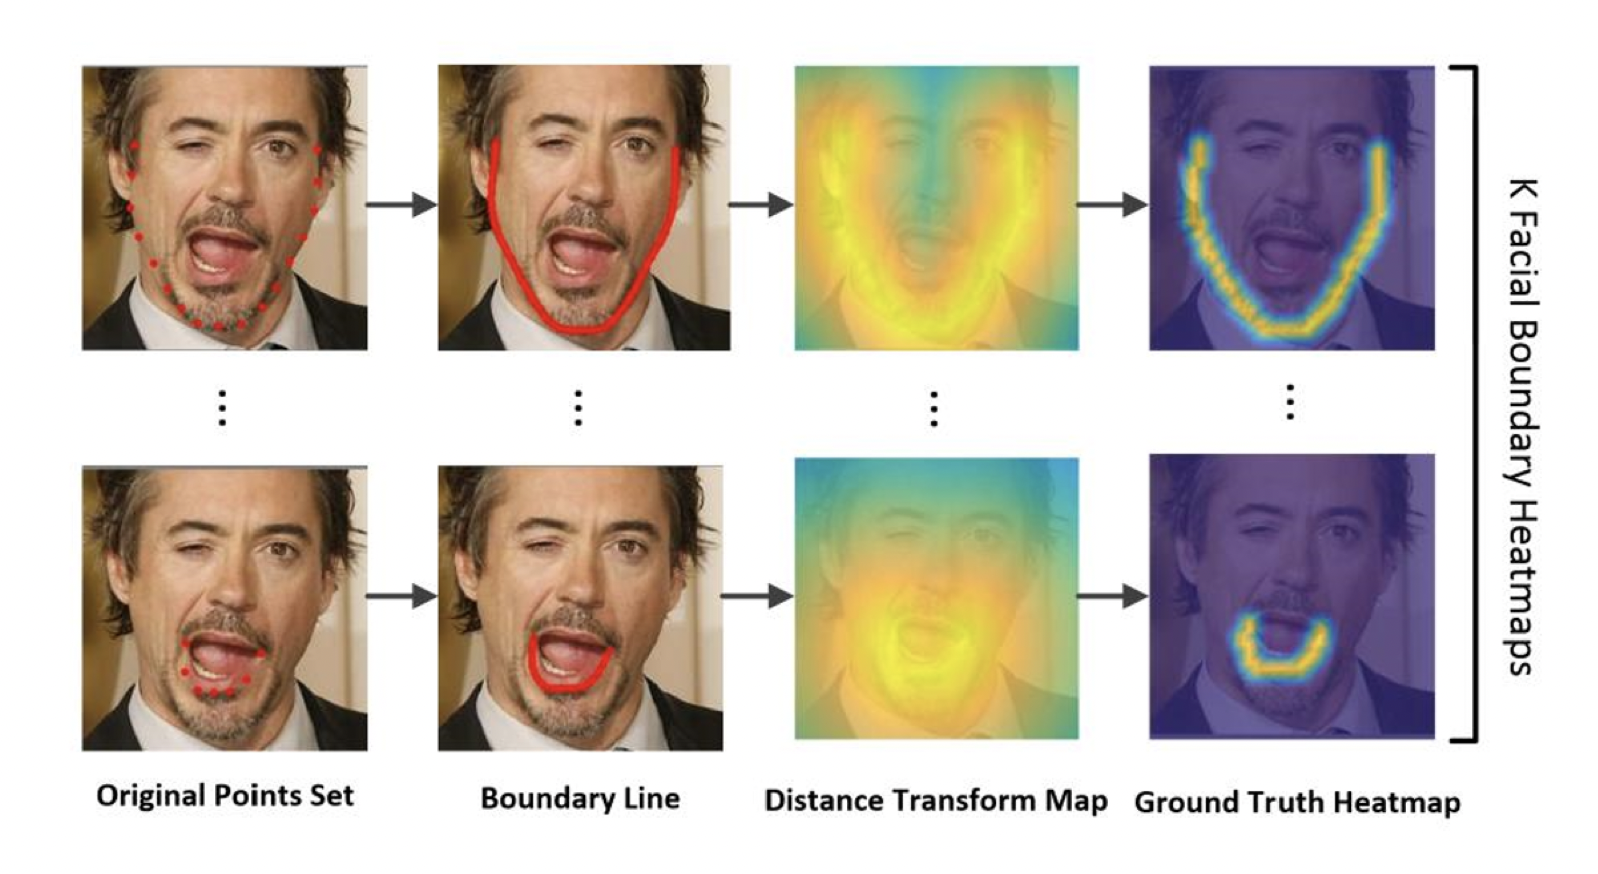 Original Points Set
Boundary Line
Distance Transform Map
Ground Truth Heatmap
K Facial Boundary Heatmaps